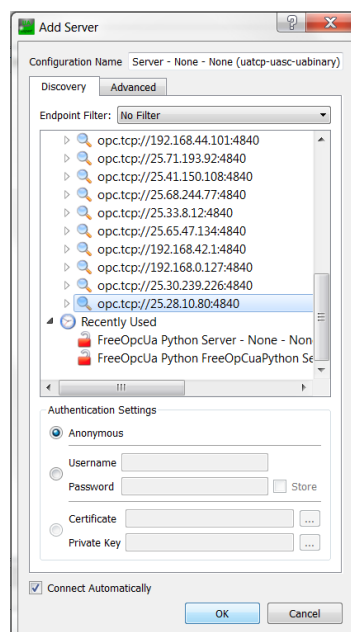 Add Server
Configuration Name Server - None - None (uatcp-uasc-uabinary)
Discovery Advanced
Endpoint Filter: No Filter
opc.tcp://192.168.44.101:4840
opc.tcp://25.71.193.92:4840
opc.tcp://25.41.150.108:4840
opc.tcp://25.68.244.77:4840
opc.tcp://25.33.8.12:4840
opc.tcp://25.65.47.134:4840
opc.tcp://192.168.42.1:4840
opc.tcp://192.168.0.127:4840
opc.tcp://25.30.239.226:4840
opc.tcp://25.28.10.80:4840
Recently Used
FreeOpcUa Python Server - None - Non
FreeOpcUa Python FreeOpCuaPython Se
Authentication Settings
Anonymous
Username
Password Store
Certificate ...
Private Key ...
Connect Automatically
OK Cancel